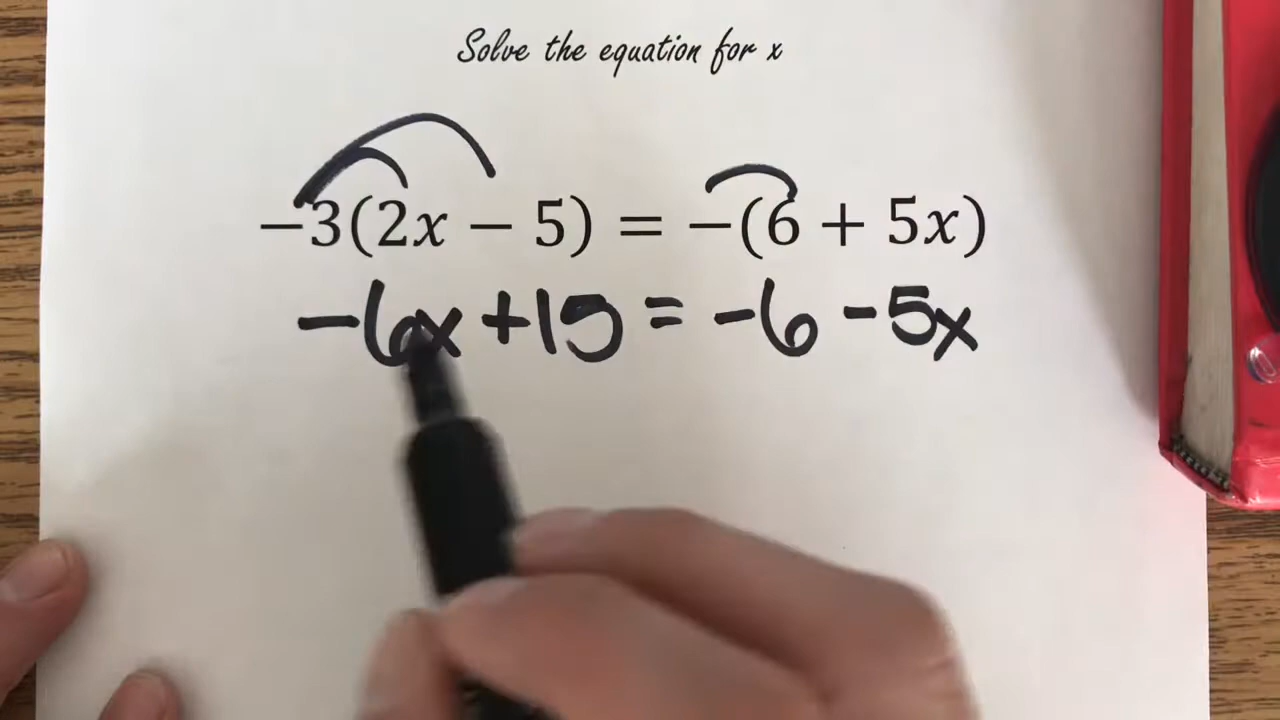 Solve the equation for x
−3(2x − 5) = −(6 + 5x)
-6x +15 = -6 -5x